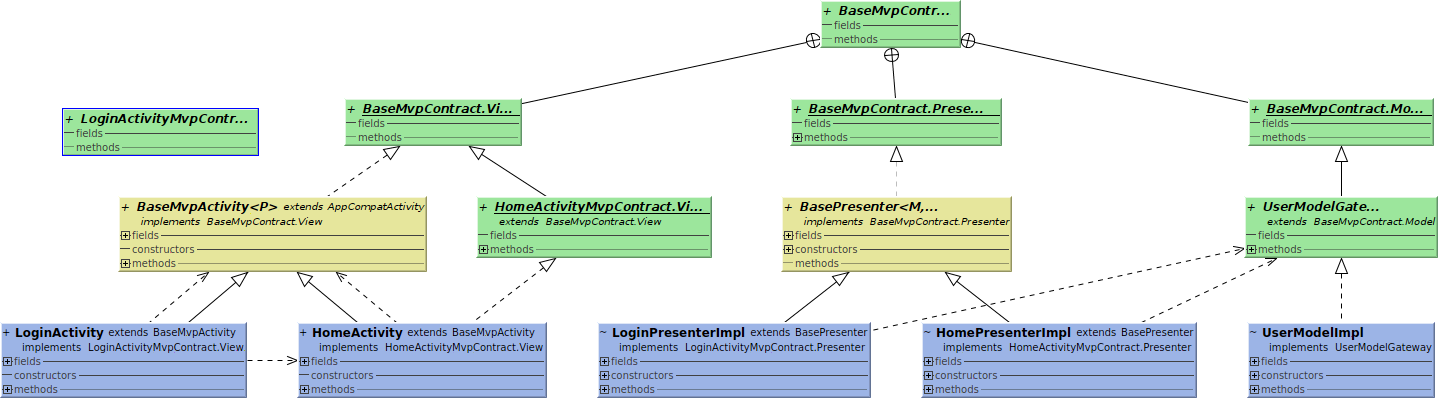 + BaseMvpContr...
fields
methods
+ LoginActivityMvpContr...
fields
methods
+ BaseMvpContract.Vi...
fields
methods
+ BaseMvpContract.Prese...
fields
methods
+ BaseMvpContract.Mo...
fields
methods
+ BaseMvpActivity<P> extends AppCompatActivity
implements BaseMvpContract.View
fields
constructors
methods
+ HomeActivityMvpContract.Vi...
extends BaseMvpContract.View
fields
methods
+ BasePresenter<M,...
implements BaseMvpContract.Presenter
fields
constructors
methods
+ UserModelGate...
extends BaseMvpContract.Model
fields
methods
+ LoginActivity extends BaseMvpActivity
implements LoginActivityMvpContract.View
fields
constructors
methods
+ HomeActivity extends BaseMvpActivity
implements HomeActivityMvpContract.View
fields
constructors
methods
~ LoginPresenterImpl extends BasePresenter
implements LoginActivityMvpContract.Presenter
fields
constructors
methods
~ HomePresenterImpl extends BasePresenter
implements HomeActivityMvpContract.Presenter
fields
constructors
methods
~ UserModelImpl
implements UserModelGateway
fields
constructors
methods